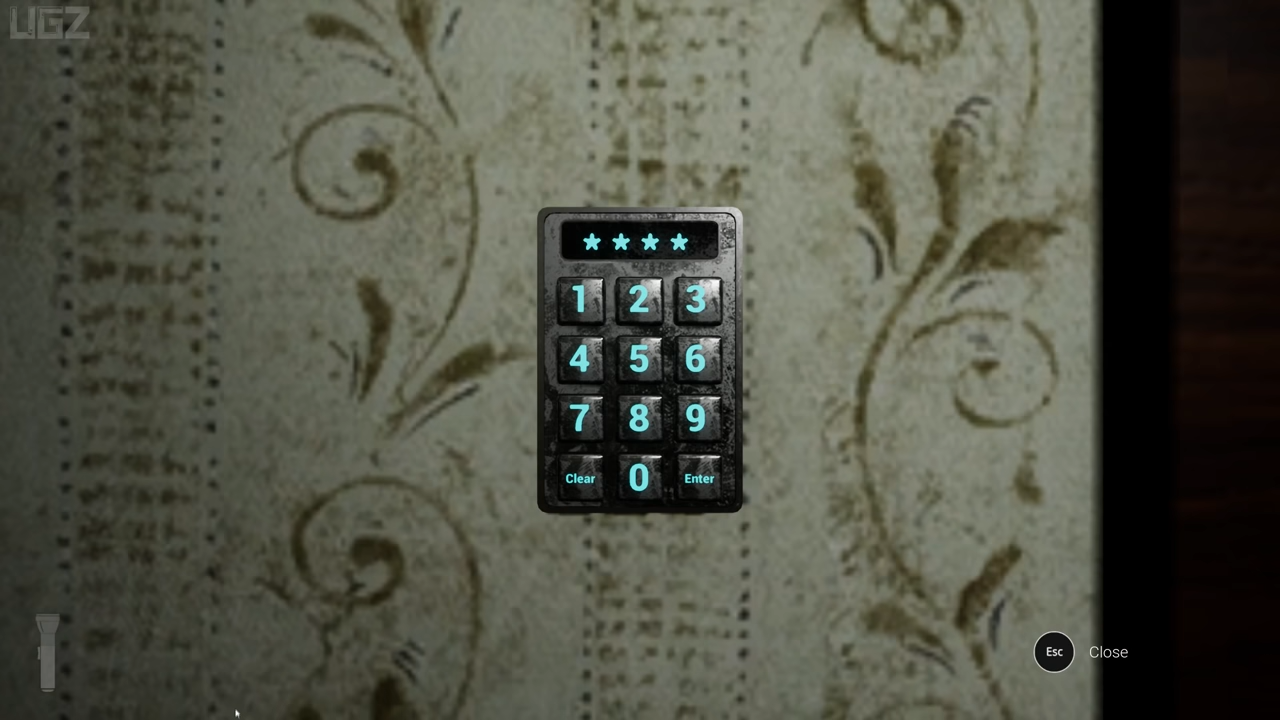 UGZ
* * * *
1 2 3
4 5 6
7 8 9
Clear 0 Enter
Esc Close